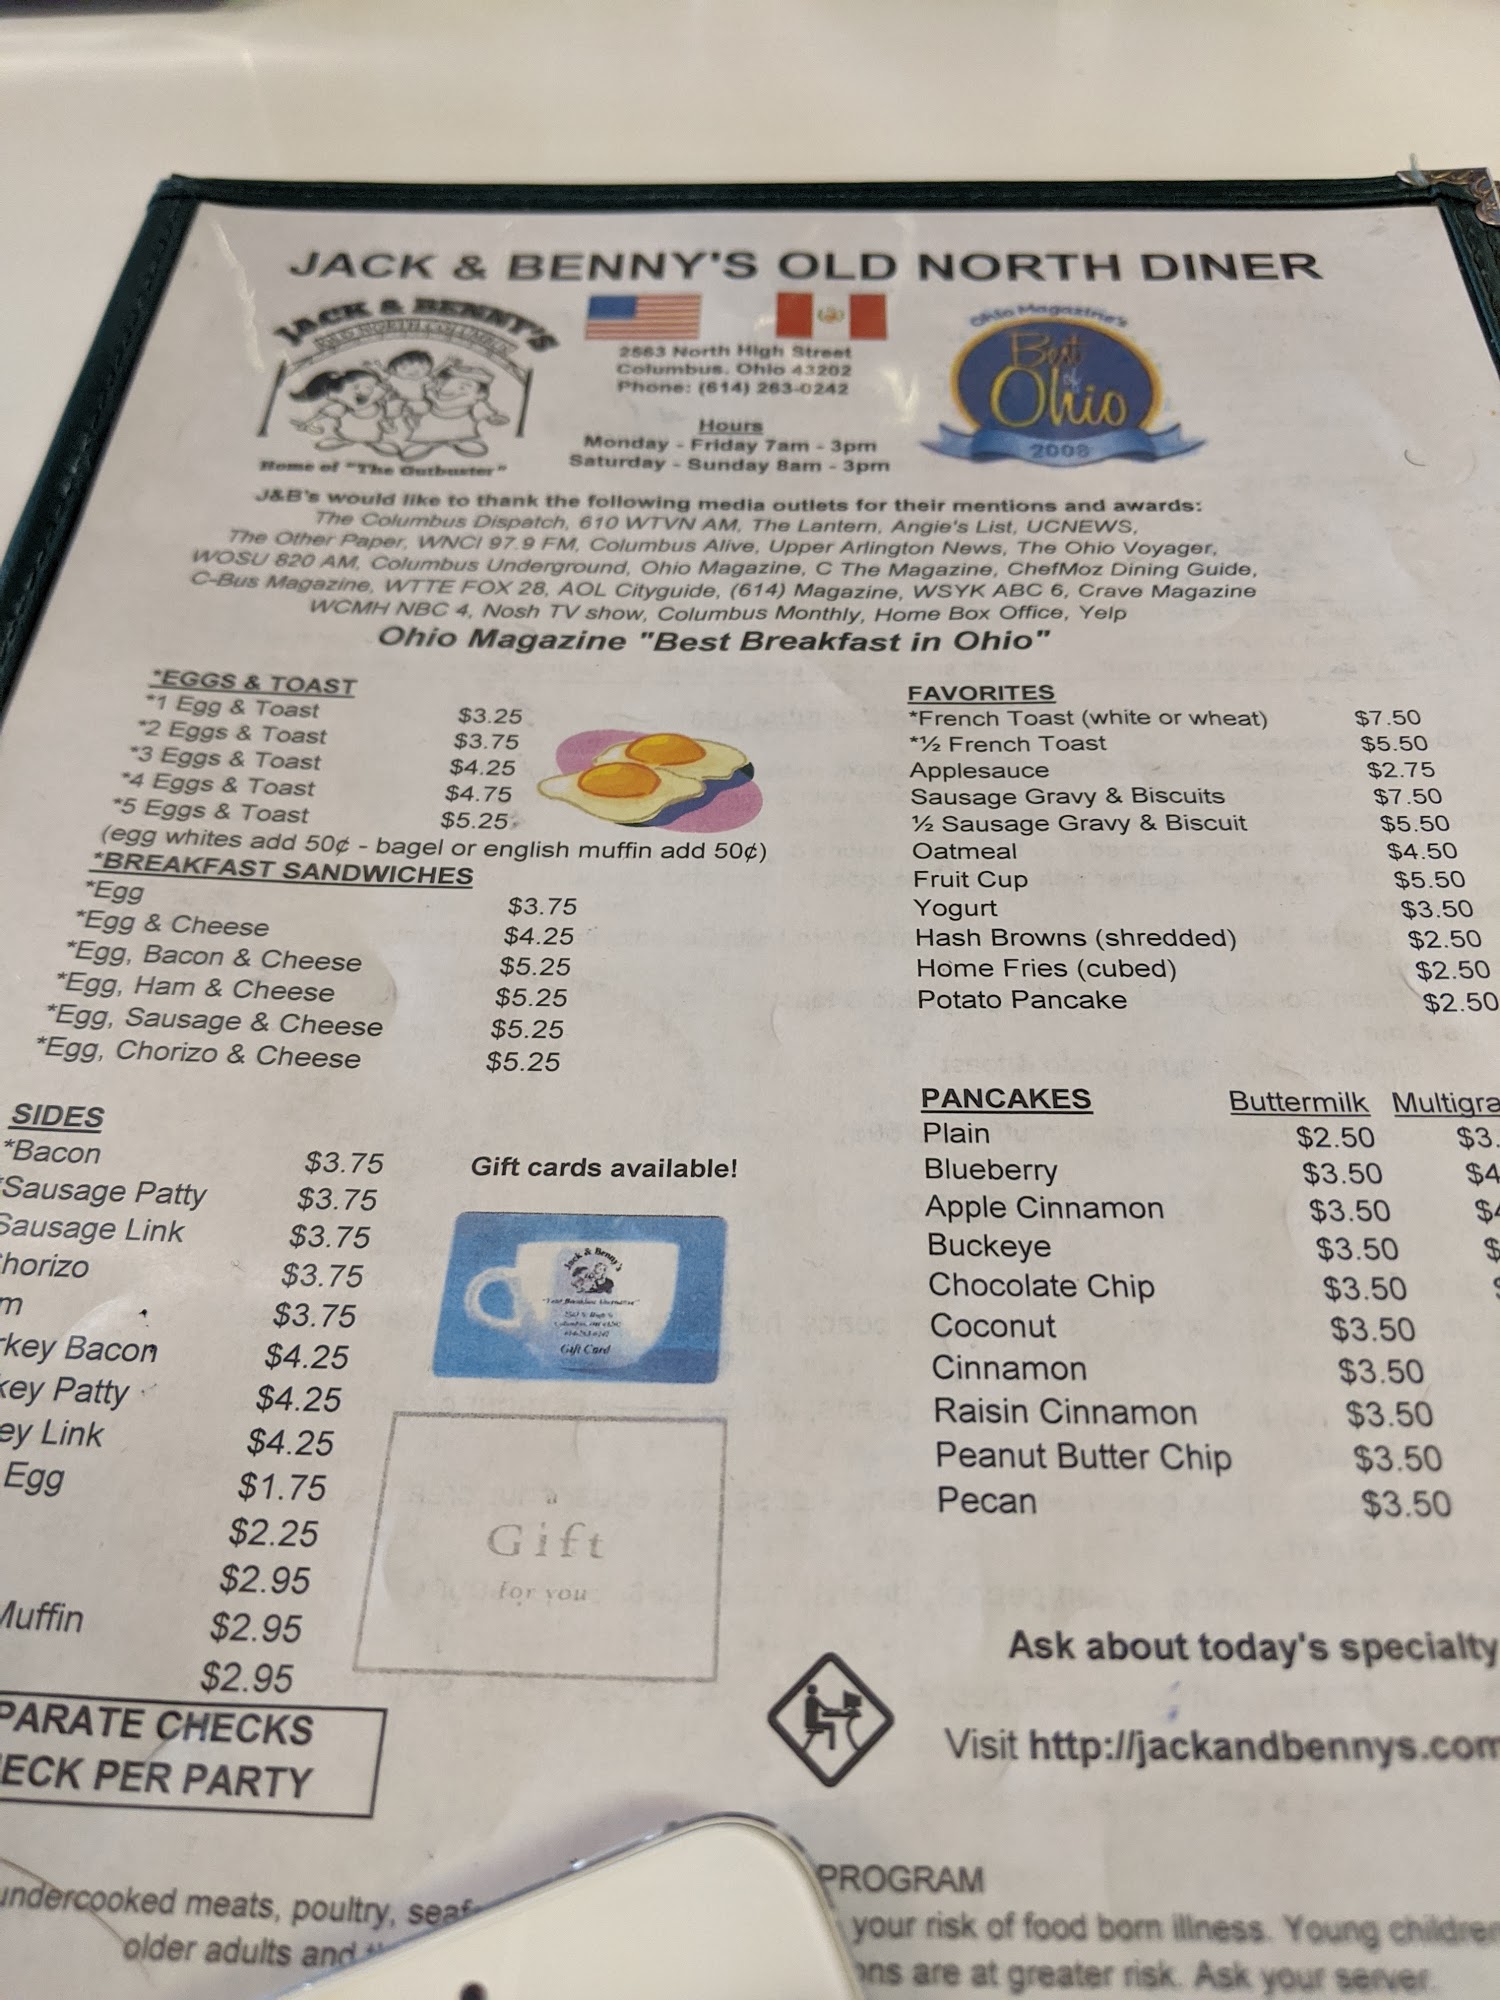 JACK & BENNY'S OLD NORTH DINER
JACK & BENNY'S
OLD NORTH COLUMBUS
Home of "The Gutbuster"
2563 North High Street
Columbus. Ohio 43202
Phone: (614) 263-0242
Hours
Monday - Friday 7am - 3pm
Saturday - Sunday 8am - 3pm
Ohio Magazine's
Best
of
Ohio
2008
J&B's would like to thank the following media outlets for their mentions and awards:
The Columbus Dispatch, 610 WTVN AM, The Lantern, Angie's List, UCNEWS,
The Other Paper, WNCI 97.9 FM, Columbus Alive, Upper Arlington News, The Ohio Voyager,
WOSU 820 AM, Columbus Underground, Ohio Magazine, C The Magazine, ChefMoz Dining Guide,
C-Bus Magazine, WTTE FOX 28, AOL Cityguide, (614) Magazine, WSYK ABC 6, Crave Magazine
WCMH NBC 4, Nosh TV show, Columbus Monthly, Home Box Office, Yelp
Ohio Magazine "Best Breakfast in Ohio"
*EGGS & TOAST
*1 Egg & Toast $3.25
*2 Eggs & Toast $3.75
*3 Eggs & Toast $4.25
*4 Eggs & Toast $4.75
*5 Eggs & Toast $5.25
(egg whites add 50¢ - bagel or english muffin add 50¢)
*BREAKFAST SANDWICHES
*Egg $3.75
*Egg & Cheese $4.25
*Egg, Bacon & Cheese $5.25
*Egg, Ham & Cheese $5.25
*Egg, Sausage & Cheese $5.25
*Egg, Chorizo & Cheese $5.25
SIDES
*Bacon $3.75
*Sausage Patty $3.75
Sausage Link $3.75
horizo $3.75
m $3.75
rkey Bacon $4.25
key Patty $4.25
ey Link $4.25
Egg $1.75
$2.25
$2.95
Muffin $2.95
$2.95
PARATE CHECKS
ECK PER PARTY
Gift cards available!
Jack & Benny's
Gift Card
a
Gift
for you
FAVORITES
*French Toast (white or wheat) $7.50
*½ French Toast $5.50
Applesauce $2.75
Sausage Gravy & Biscuits $7.50
½ Sausage Gravy & Biscuit $5.50
Oatmeal $4.50
Fruit Cup $5.50
Yogurt $3.50
Hash Browns (shredded) $2.50
Home Fries (cubed) $2.50
Potato Pancake $2.50
PANCAKES Buttermilk Multigra
Plain $2.50 $3.
Blueberry $3.50 $4
Apple Cinnamon $3.50 $4
Buckeye $3.50 $
Chocolate Chip $3.50 $
Coconut $3.50
Cinnamon $3.50
Raisin Cinnamon $3.50
Peanut Butter Chip $3.50
Pecan $3.50
Ask about today's specialty
Visit http://jackandbennys.com
PROGRAM
undercooked meats, poultry, seaf your risk of food born illness. Young children
older adults and ons are at greater risk. Ask your server.